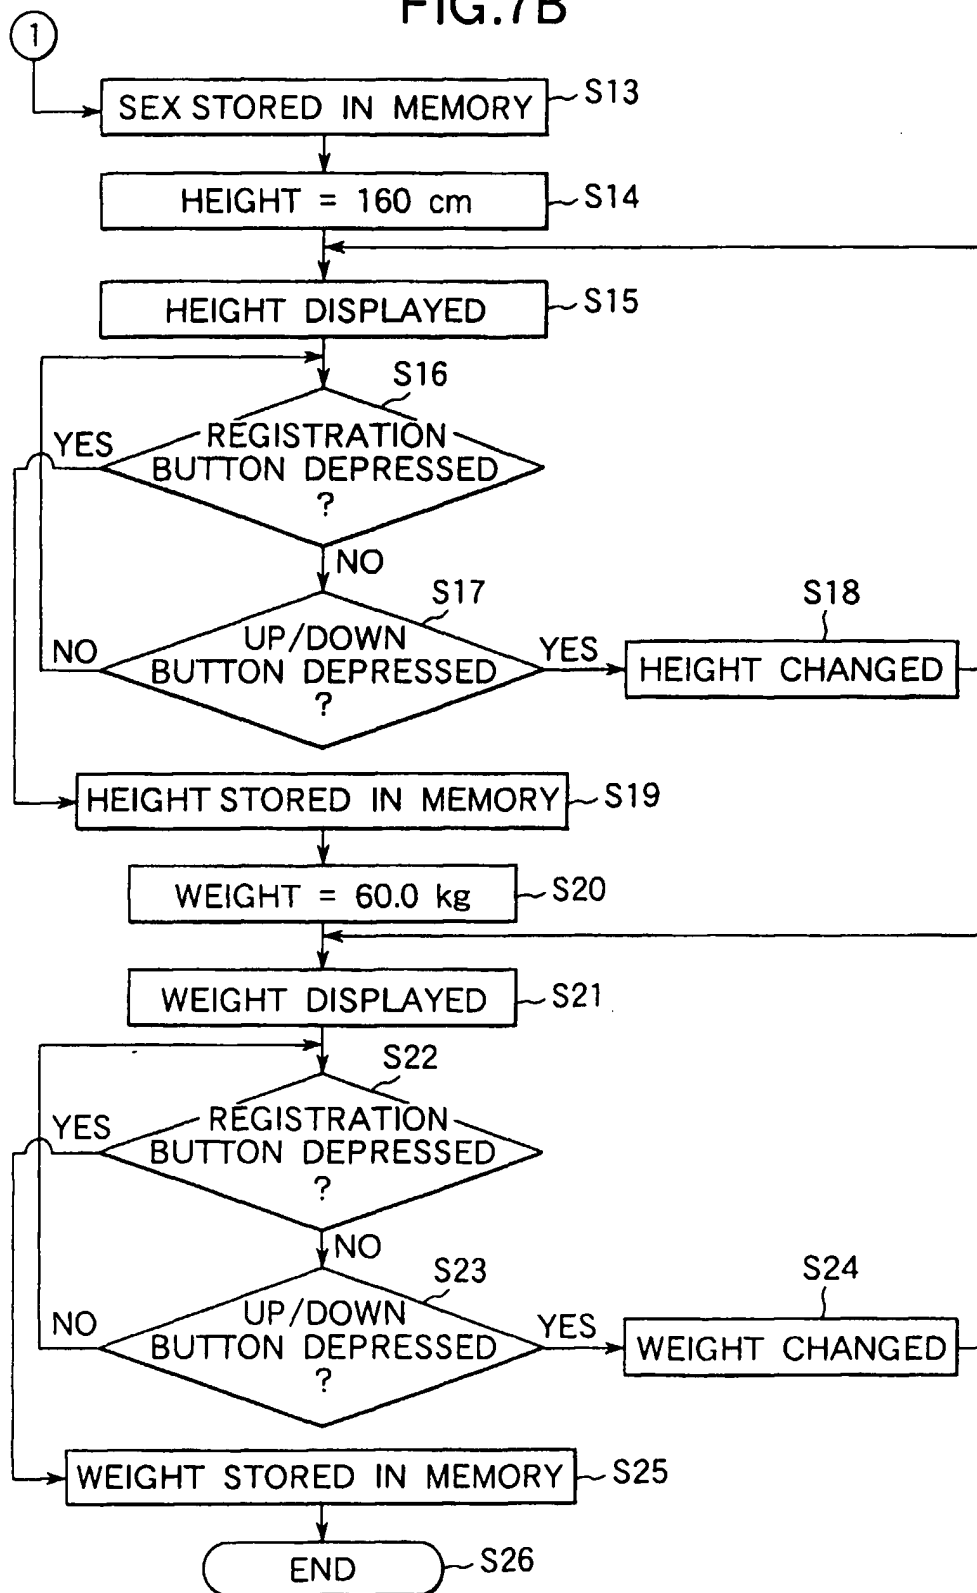 FIG.7B
1
SEX STORED IN MEMORY
S13
HEIGHT = 160 cm
S14
HEIGHT DISPLAYED
S15
S16
YES
REGISTRATION
BUTTON DEPRESSED
?
NO
S17
S18
NO
UP/DOWN
BUTTON DEPRESSED
?
YES
HEIGHT CHANGED
HEIGHT STORED IN MEMORY
S19
WEIGHT = 60.0 kg
S20
WEIGHT DISPLAYED
S21
S22
YES
REGISTRATION
BUTTON DEPRESSED
?
NO
S23
S24
NO
UP/DOWN
BUTTON DEPRESSED
?
YES
WEIGHT CHANGED
WEIGHT STORED IN MEMORY
S25
END
S26